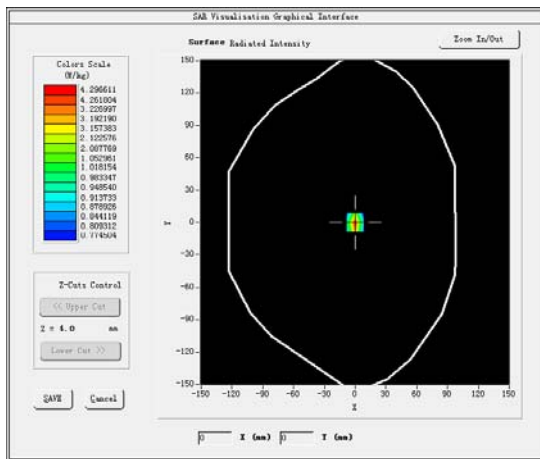 SAR Visualisation Graphical Interface
Surface Radiated Intensity
Zoom In/Out
Colors Scale
(W/kg)
4.296611
4.261804
3.226997
3.192190
3.157383
2.122576
2.087769
1.052961
1.018154
0.983347
0.948540
0.913733
0.878926
0.844119
0.809312
0.774504
150
120
90
60
30
0
-30
-60
-90
-120
-150
Y
-150 -120 -90 -60 -30 0 30 60 90 120 150
X
Z-Cuts Control
<< Upper Cut
Z = 4.0 mm
Lower Cut >>
SAVE Cancel
0 X (mm) 0 Y (mm)